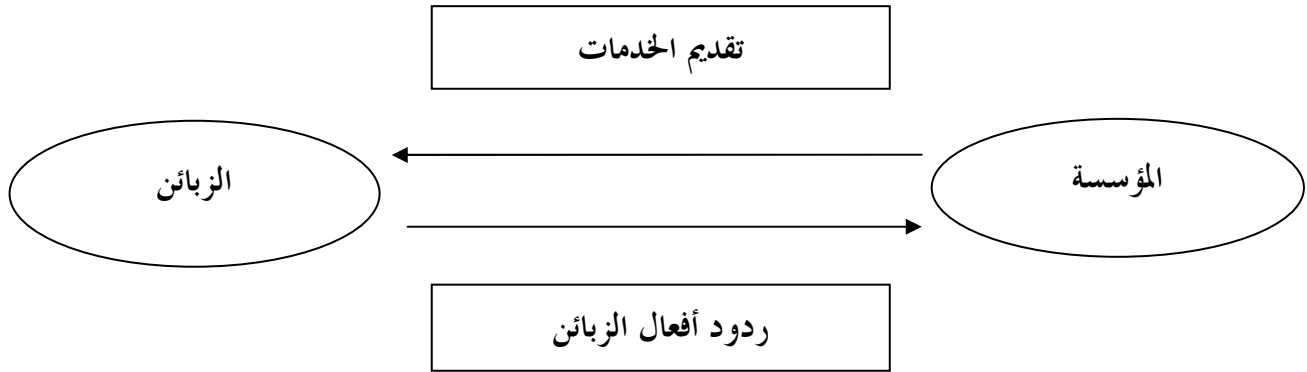 تقديم الخدمات
المؤسسة
الزبائن
ردود أفعال الزبائن